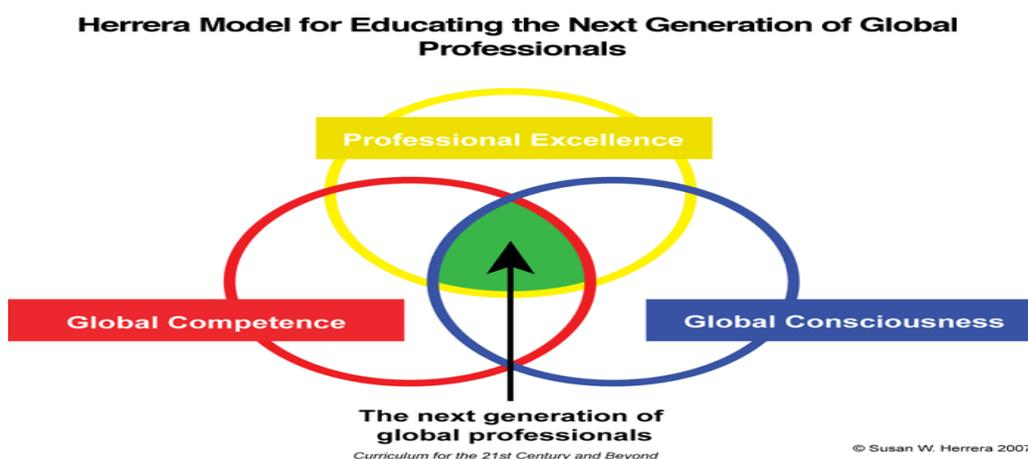 Herrera Model for Educating the Next Generation of Global
Professionals
Professional Excellence
Global Competence
Global Consciousness
The next generation of
global professionals
Curriculum for the 21st Century and Beyond
© Susan W. Herrera 2007